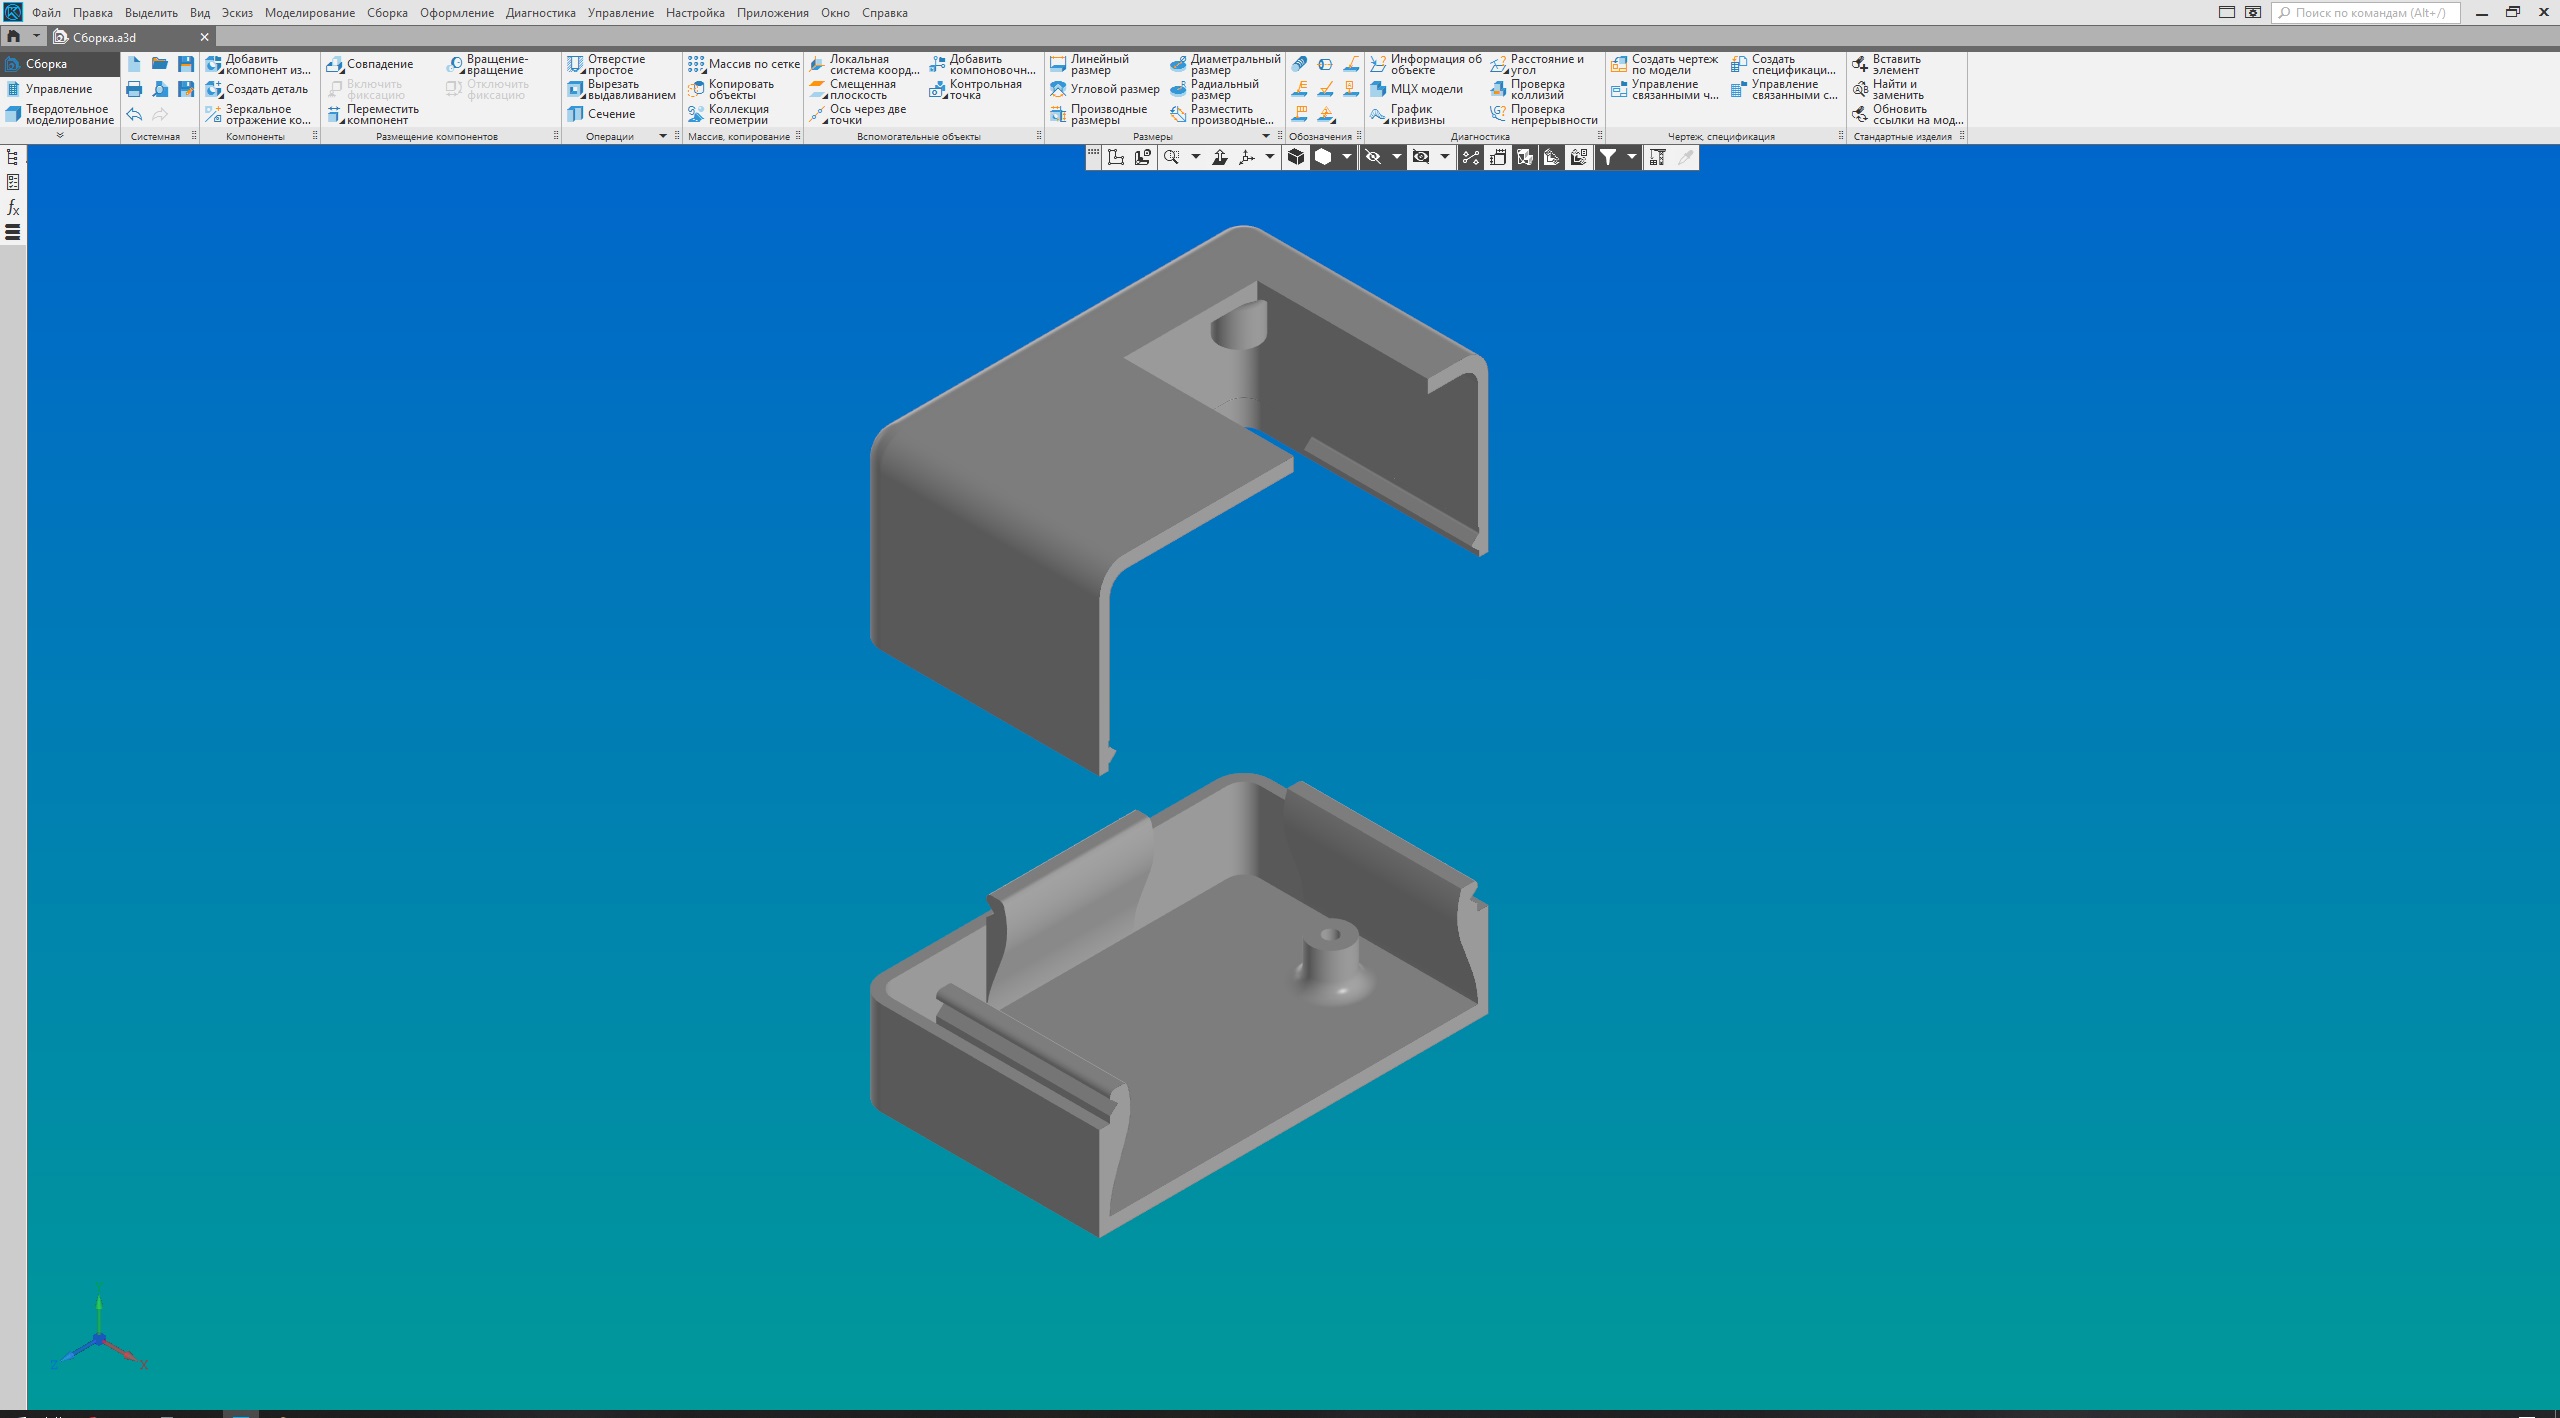 Файл Правка Выделить Вид Эскиз Моделирование Сборка Оформление Диагностика Управление Настройка Приложения Окно Справка
Поиск по командам (Alt+/)
Сборка.a3d
Сборка
Управление
Твердотельное
моделирование
Системная
Добавить
компонент из...
Создать деталь
Зеркальное
отражение ко...
Компоненты
Совпадение
Вращение-
вращение
Включить
фиксацию
Отключить
фиксацию
Переместить
компонент
Размещение компонентов
Отверстие
простое
Вырезать
выдавливанием
Сечение
Операции
Массив по сетке
Копировать
объекты
Коллекция
геометрии
Массив, копирование
Локальная
система коорд...
Смещенная
плоскость
Ось через две
точки
Добавить
компоновочн...
Контрольная
точка
Вспомогательные объекты
Линейный
размер
Угловой размер
Производные
размеры
Диаметральный
размер
Радиальный
размер
Разместить
производные...
Размеры
Обозначения
Информация об
объекте
МЦХ модели
График
кривизны
Расстояние и
угол
Проверка
коллизий
Проверка
непрерывности
Диагностика
Создать чертеж
по модели
Управление
связанными ч...
Создать
спецификаци...
Управление
связанными с...
Чертеж, спецификация
Вставить
элемент
Найти и
заменить
Обновить
ссылки на мод...
Стандартные изделия
fx
Y
Z
X